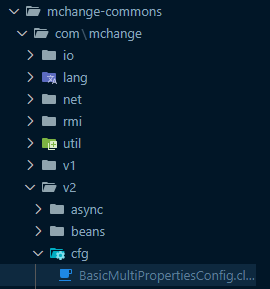 mchange-commons
com\mchange
io
lang
net
rmi
util
v1
v2
async
beans
cfg
BasicMultiPropertiesConfig.cl...